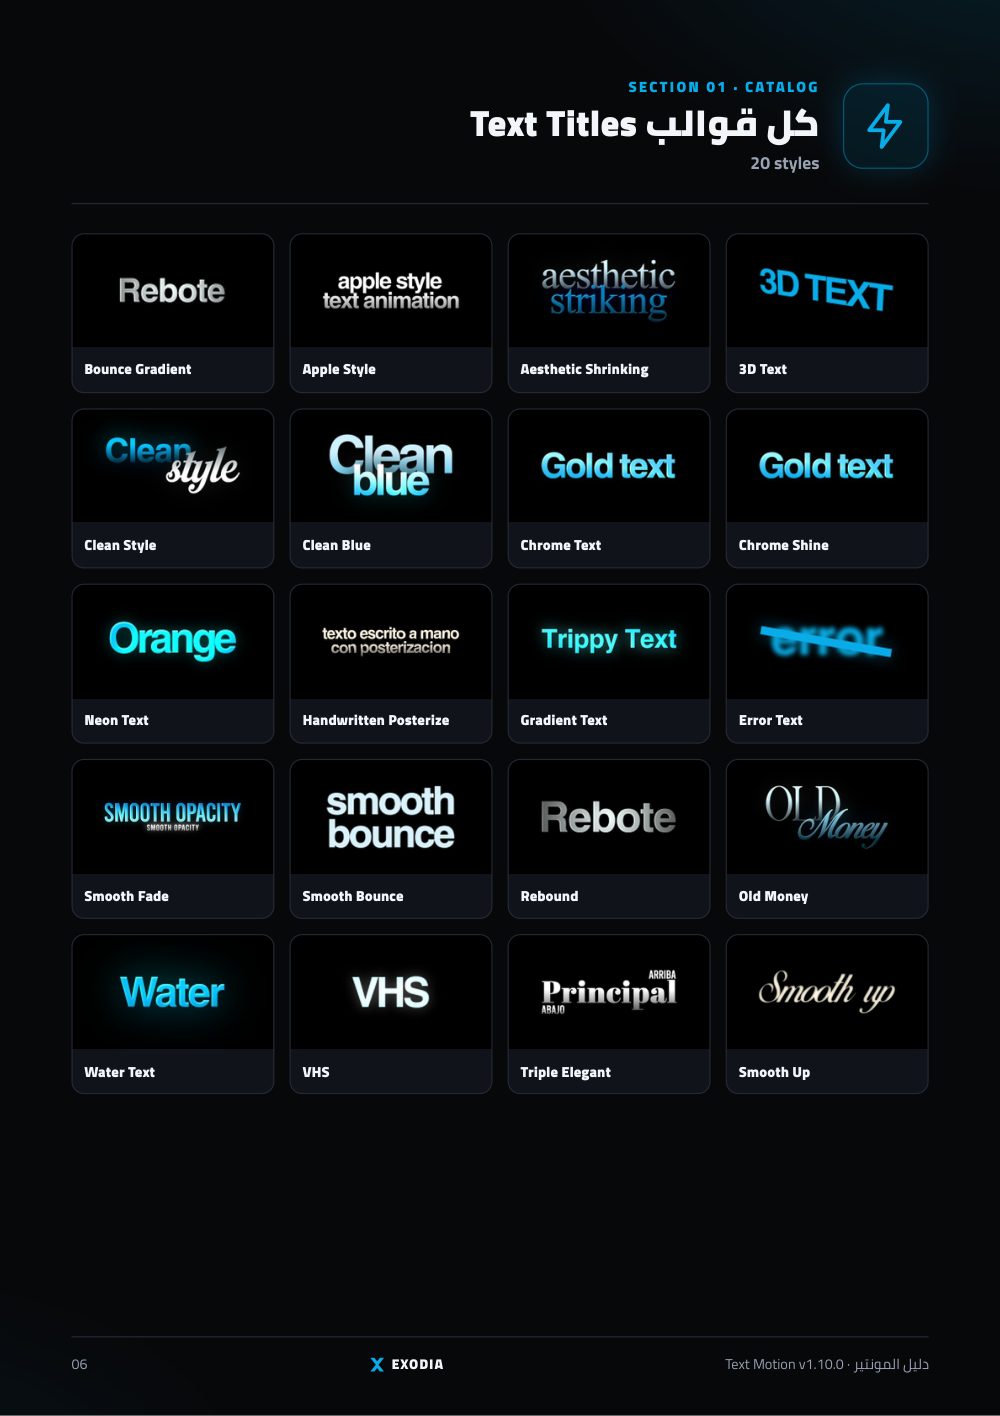 SECTION 01 · CATALOG
كل قوالب Text Titles
20 styles
Rebote
Bounce Gradient
apple style
text animation
Apple Style
aesthetic
striking
Aesthetic Shrinking
3D TEXT
3D Text
Clean
style
Clean Style
Clean
blue
Clean Blue
Gold text
Chrome Text
Gold text
Chrome Shine
Orange
Neon Text
texto escrito a mano
con posterizacion
Handwritten Posterize
Trippy Text
Gradient Text
error
Error Text
SMOOTH OPACITY
SMOOTH OPACITY
Smooth Fade
smooth
bounce
Smooth Bounce
Rebote
Rebound
OLD
Money
Old Money
Water
Water Text
VHS
VHS
ARRIBA
Principal
ABAJO
Triple Elegant
Smooth up
Smooth Up
06
X EXODIA
دليل المونتير · Text Motion v1.10.0